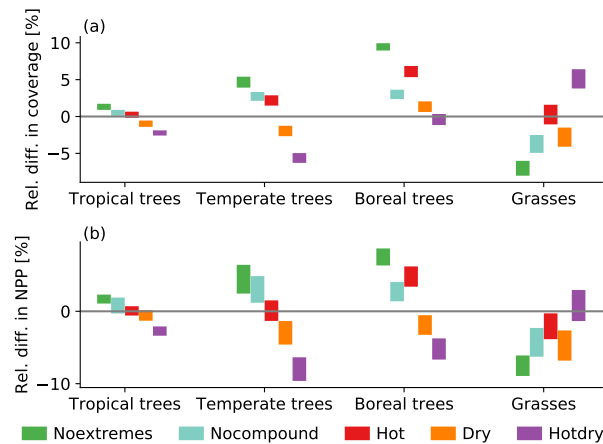 (a)
Rel. diff. in coverage [%]
10
5
0
−5
Tropical trees Temperate trees Boreal trees Grasses
(b)
Rel. diff. in NPP [%]
0
−10
Tropical trees Temperate trees Boreal trees Grasses
Noextremes Nocompound Hot Dry Hotdry